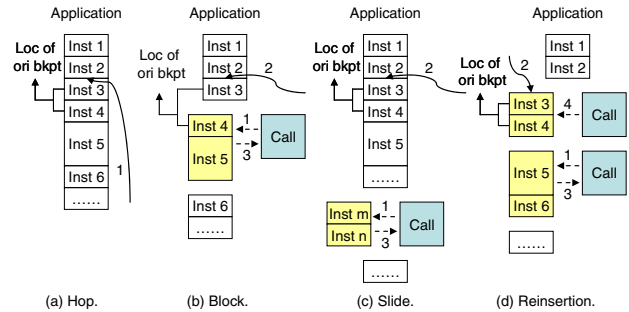 Application
Loc of
ori bkpt
Inst 1
Inst 2
Inst 3
Inst 4
Inst 5
Inst 6
......
1
(a) Hop.
Application
Loc of
ori bkpt
Inst 1
Inst 2
Inst 3
2
Inst 4
Inst 5
1
3
Call
Inst 6
......
(b) Block.
Application
Loc of
ori bkpt
Inst 1
Inst 2
Inst 3
Inst 4
Inst 5
......
2
Inst m
Inst n
1
3
Call
......
(c) Slide.
Application
Loc of
ori bkpt
Inst 1
Inst 2
2
Inst 3
Inst 4
4
Call
Inst 5
Inst 6
1
3
Call
......
(d) Reinsertion.